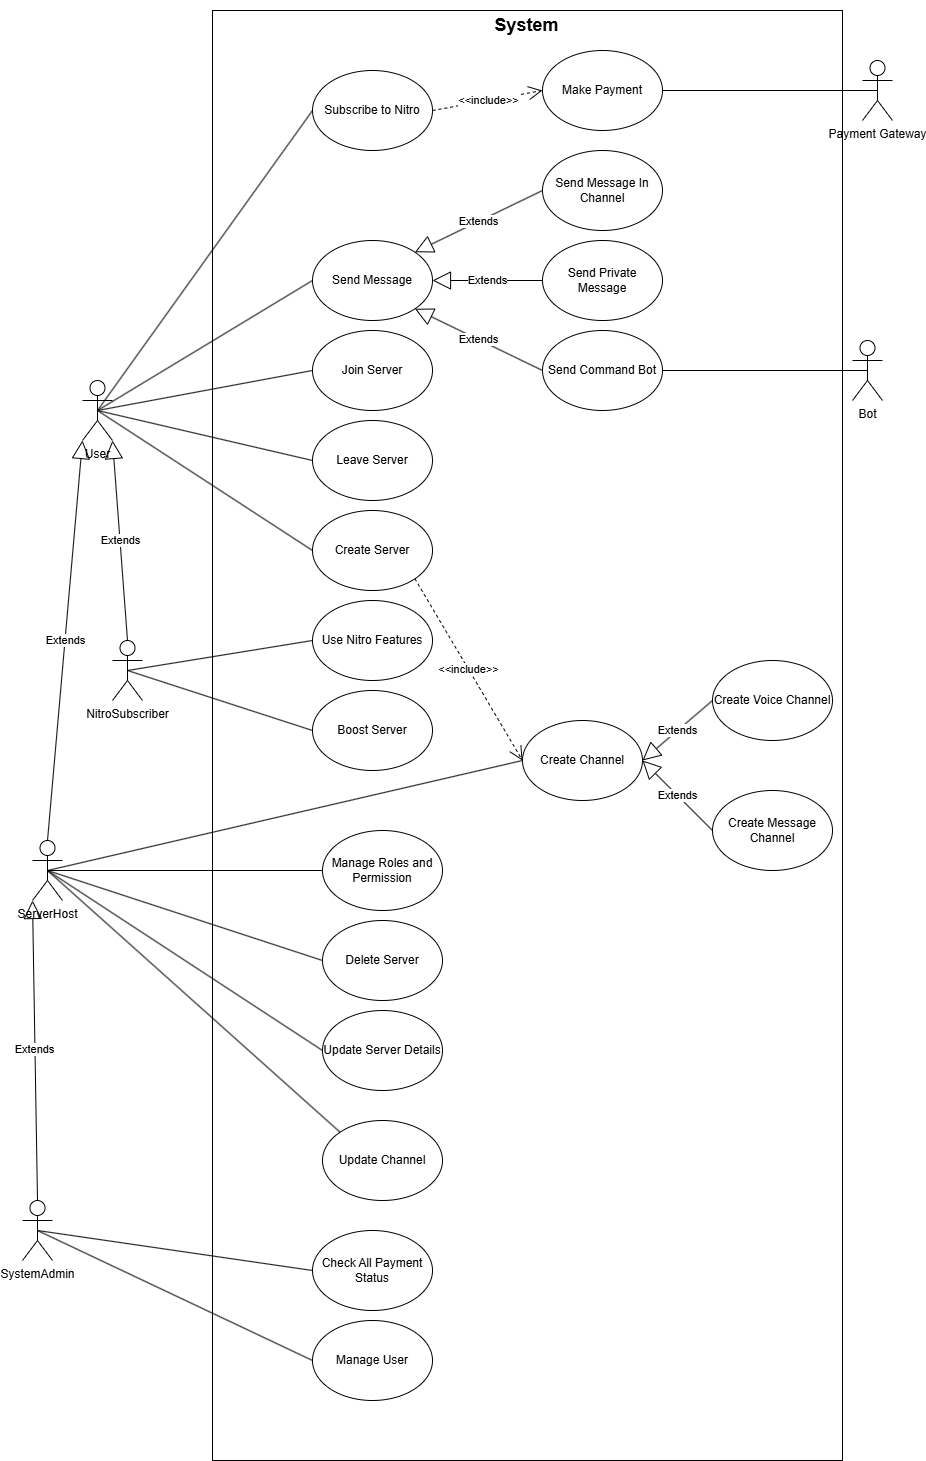 System
Subscribe to Nitro
<<include>>
Make Payment
Payment Gateway
Send Message In
Channel
Extends
Send Message
Extends
Send Private
Message
Extends
Send Command Bot
Bot
Join Server
User
Leave Server
Extends
Create Server
Extends
Use Nitro Features
<<include>>
NitroSubscriber
Boost Server
Create Channel
Extends
Create Voice Channel
Extends
Create Message
Channel
Manage Roles and
Permission
ServerHost
Delete Server
Extends
Update Server Details
Update Channel
SystemAdmin
Check All Payment
Status
Manage User